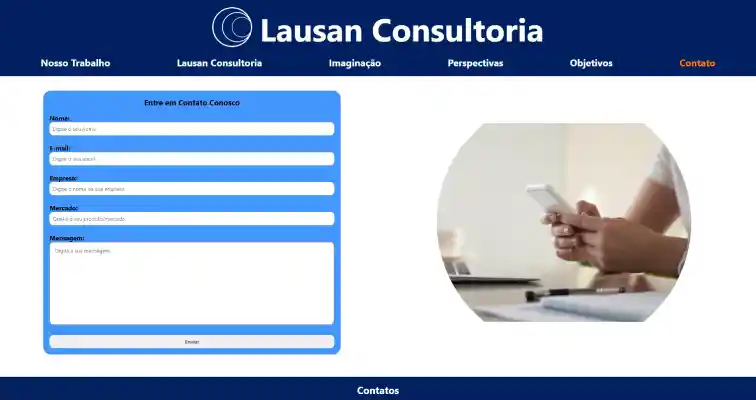 Lausan Consultoria
Nosso Trabalho Lausan Consultoria Imaginação Perspectivas Objetivos Contato
Entre em Contato Conosco
Nome:
Digite o seu nome
E-mail:
Digite o seu email
Empresa:
Digite o nome da sua empresa
Mercado:
Qual é o seu produto/mercado
Mensagem:
Digite a sua mensagem
Enviar
Contatos